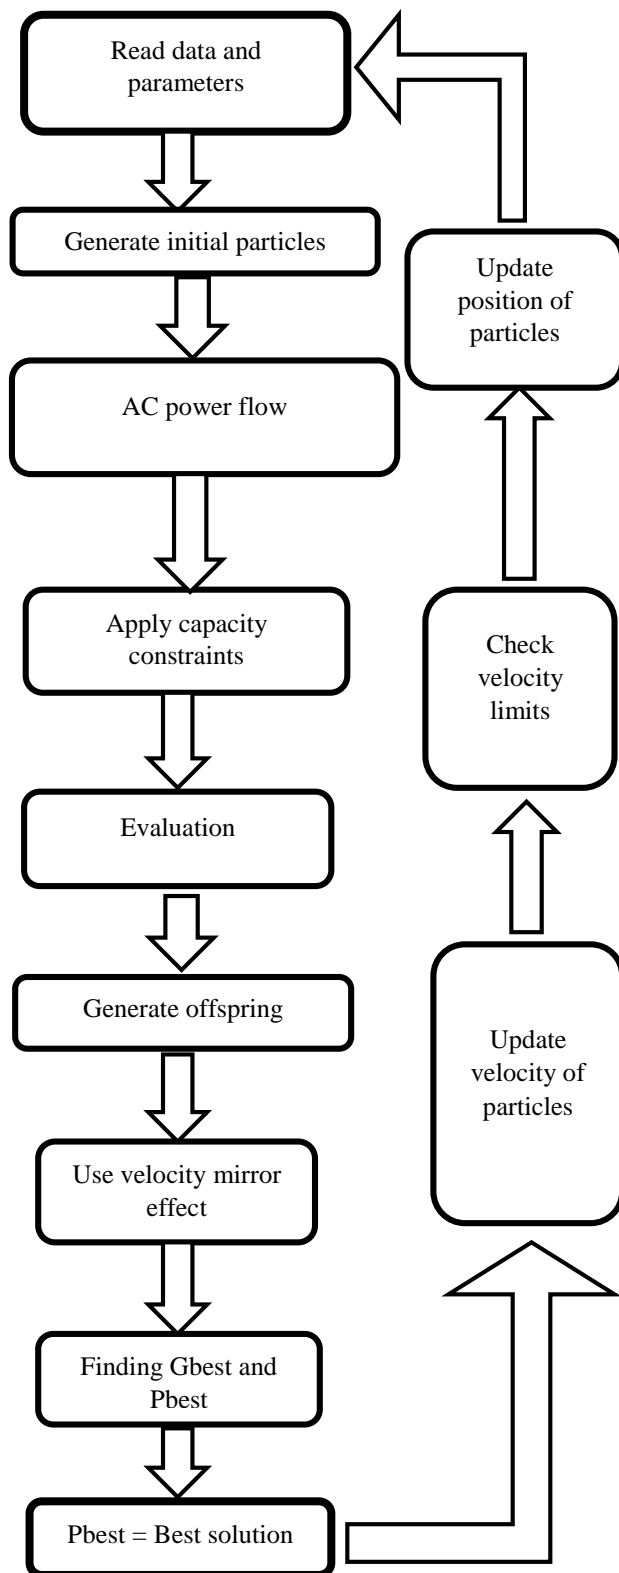 Read data and
parameters
Generate initial particles
AC power flow
Apply capacity
constraints
Evaluation
Generate offspring
Use velocity mirror
effect
Finding Gbest and
Pbest
Pbest = Best solution
Update
velocity of
particles
Check
velocity
limits
Update
position of
particles